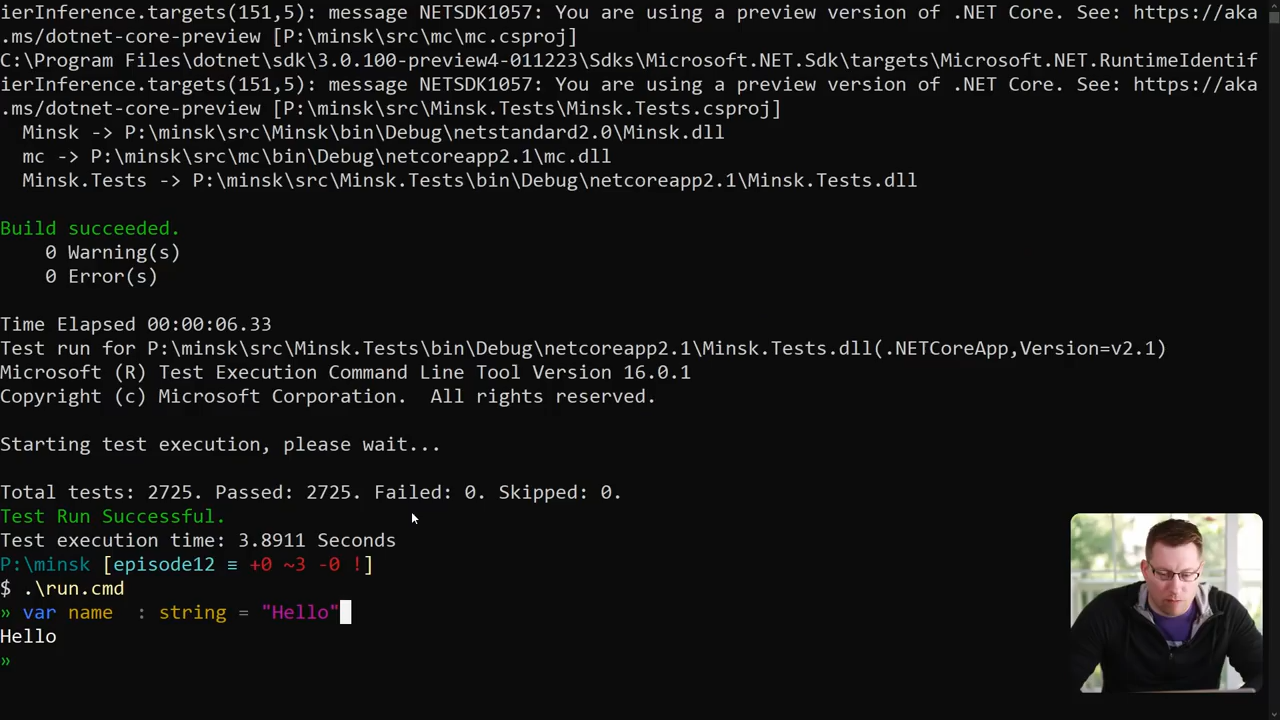 ierInference.targets(151,5): message NETSDK1057: You are using a preview version of .NET Core. See: https://aka
.ms/dotnet-core-preview [P:\minsk\src\mc\mc.csproj]
C:\Program Files\dotnet\sdk\3.0.100-preview4-011223\Sdks\Microsoft.NET.Sdk\targets\Microsoft.NET.RuntimeIdentif
ierInference.targets(151,5): message NETSDK1057: You are using a preview version of .NET Core. See: https://aka
.ms/dotnet-core-preview [P:\minsk\src\Minsk.Tests\Minsk.Tests.csproj]
Minsk -> P:\minsk\src\Minsk\bin\Debug\netstandard2.0\Minsk.dll
mc -> P:\minsk\src\mc\bin\Debug\netcoreapp2.1\mc.dll
Minsk.Tests -> P:\minsk\src\Minsk.Tests\bin\Debug\netcoreapp2.1\Minsk.Tests.dll
Build succeeded.
0 Warning(s)
0 Error(s)
Time Elapsed 00:00:06.33
Test run for P:\minsk\src\Minsk.Tests\bin\Debug\netcoreapp2.1\Minsk.Tests.dll(.NETCoreApp,Version=v2.1)
Microsoft (R) Test Execution Command Line Tool Version 16.0.1
Copyright (c) Microsoft Corporation.  All rights reserved.
Starting test execution, please wait...
Total tests: 2725. Passed: 2725. Failed: 0. Skipped: 0.
Test Run Successful.
Test execution time: 3.8911 Seconds
P:\minsk [episode12 ≡ +0 ~3 -0 !]
$ .\run.cmd
» var name  : string = "Hello"
Hello
»